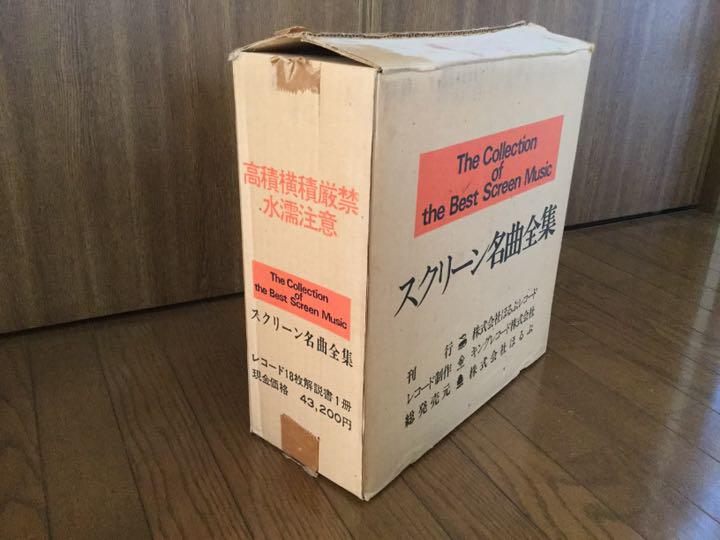 高積横積厳禁
水濡注意
The Collection
of
the Best Screen Music
スクリーン名曲全集
レコード18枚解説書1冊
現金価格 43,200円
The Collection
of
the Best Screen Music
スクリーン名曲全集
刊行 株式会社ほるぷレコード
レコード制作 キングレコード株式会社
総発売元 株式会社ほるぷ